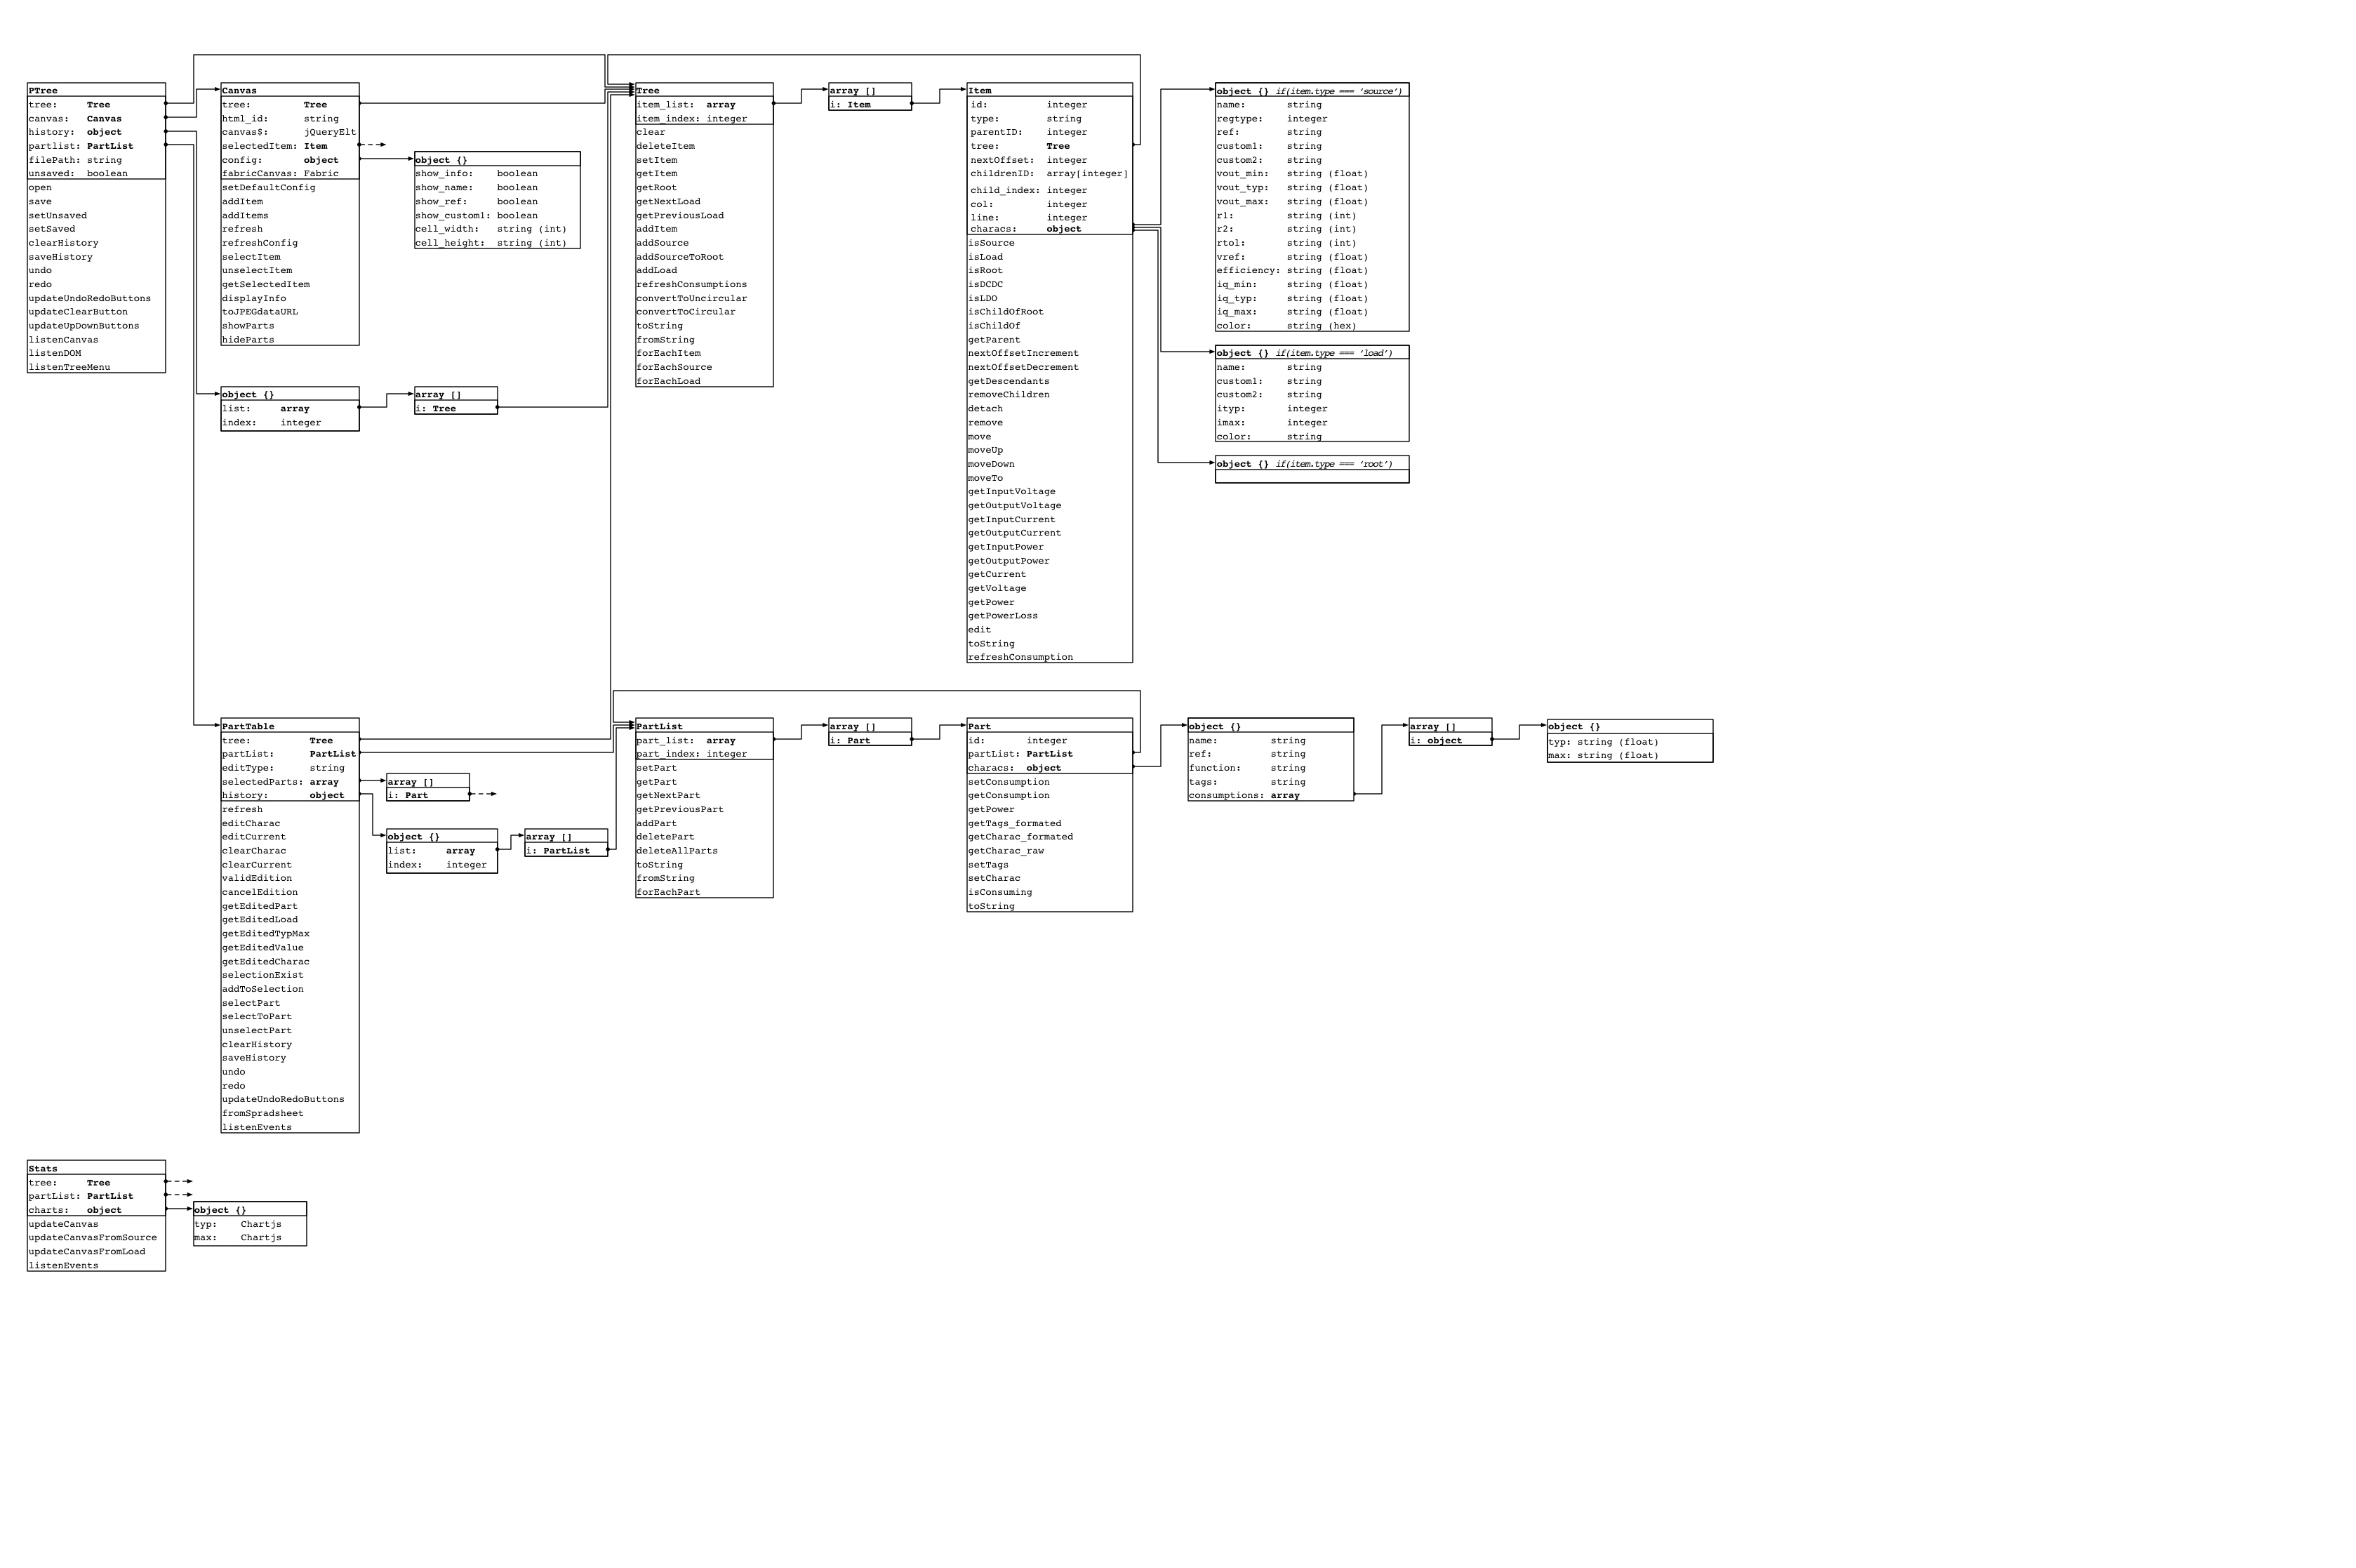 PTree
tree: Tree
canvas: Canvas
history: object
partlist: PartList
filePath: string
unsaved: boolean
open
save
setUnsaved
setSaved
clearHistory
saveHistory
undo
redo
updateUndoRedoButtons
updateClearButton
updateUpDownButtons
listenCanvas
listenDOM
listenTreeMenu
Canvas
tree: Tree
html_id: string
canvas$: jQueryElt
selectedItem: Item
config: object
fabricCanvas: Fabric
setDefaultConfig
addItem
addItems
refresh
refreshConfig
selectItem
unselectItem
getSelectedItem
displayInfo
toJPEGdataURL
showParts
hideParts
object {}
show_info: boolean
show_name: boolean
show_ref: boolean
show_custom1: boolean
cell_width: string (int)
cell_height: string (int)
object {}
list: array
index: integer
array []
i: Tree
Tree
item_list: array
item_index: integer
clear
deleteItem
setItem
getItem
getRoot
getNextLoad
getPreviousLoad
addItem
addSource
addSourceToRoot
addLoad
refreshConsumptions
convertToUncircular
convertToCircular
toString
fromString
forEachItem
forEachSource
forEachLoad
array []
i: Item
Item
id: integer
type: string
parentID: integer
tree: Tree
nextOffset: integer
childrenID: array[integer]
child_index: integer
col: integer
line: integer
characs: object
isSource
isLoad
isRoot
isDCDC
isLDO
isChildOfRoot
isChildOf
getParent
nextOffsetIncrement
nextOffsetDecrement
getDescendants
removeChildren
detach
remove
move
moveUp
moveDown
moveTo
getInputVoltage
getOutputVoltage
getInputCurrent
getOutputCurrent
getInputPower
getOutputPower
getCurrent
getVoltage
getPower
getPowerLoss
edit
toString
refreshConsumption
object {} if(item.type === ‘source’)
name: string
regtype: integer
ref: string
custom1: string
custom2: string
vout_min: string (float)
vout_typ: string (float)
vout_max: string (float)
r1: string (int)
r2: string (int)
rtol: string (int)
vref: string (float)
efficiency: string (float)
iq_min: string (float)
iq_typ: string (float)
iq_max: string (float)
color: string (hex)
object {} if(item.type === ‘load’)
name: string
custom1: string
custom2: string
ityp: integer
imax: integer
color: string
object {} if(item.type === ‘root’)
PartTable
tree: Tree
partList: PartList
editType: string
selectedParts: array
history: object
refresh
editCharac
editCurrent
clearCharac
clearCurrent
validEdition
cancelEdition
getEditedPart
getEditedLoad
getEditedTypMax
getEditedValue
getEditedCharac
selectionExist
addToSelection
selectPart
selectToPart
unselectPart
clearHistory
saveHistory
undo
redo
updateUndoRedoButtons
fromSpradsheet
listenEvents
array []
i: Part
object {}
list: array
index: integer
array []
i: PartList
PartList
part_list: array
part_index: integer
setPart
getPart
getNextPart
getPreviousPart
addPart
deletePart
deleteAllParts
toString
fromString
forEachPart
array []
i: Part
Part
id: integer
partList: PartList
characs: object
setConsumption
getConsumption
getPower
getTags_formated
getCharac_formated
getCharac_raw
setTags
setCharac
isConsuming
toString
object {}
name: string
ref: string
function: string
tags: string
consumptions: array
array []
i: object
object {}
typ: string (float)
max: string (float)
Stats
tree: Tree
partList: PartList
charts: object
updateCanvas
updateCanvasFromSource
updateCanvasFromLoad
listenEvents
object {}
typ: Chartjs
max: Chartjs